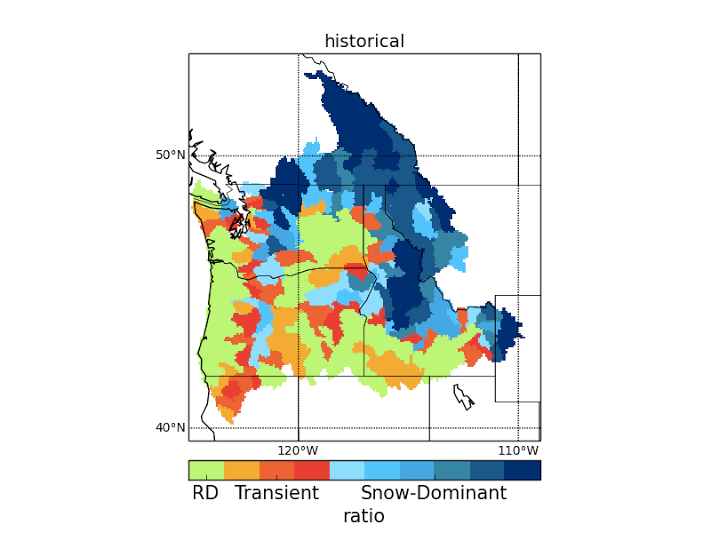 historical
50°N
40°N
120°W 110°W
RD Transient Snow-Dominant
ratio